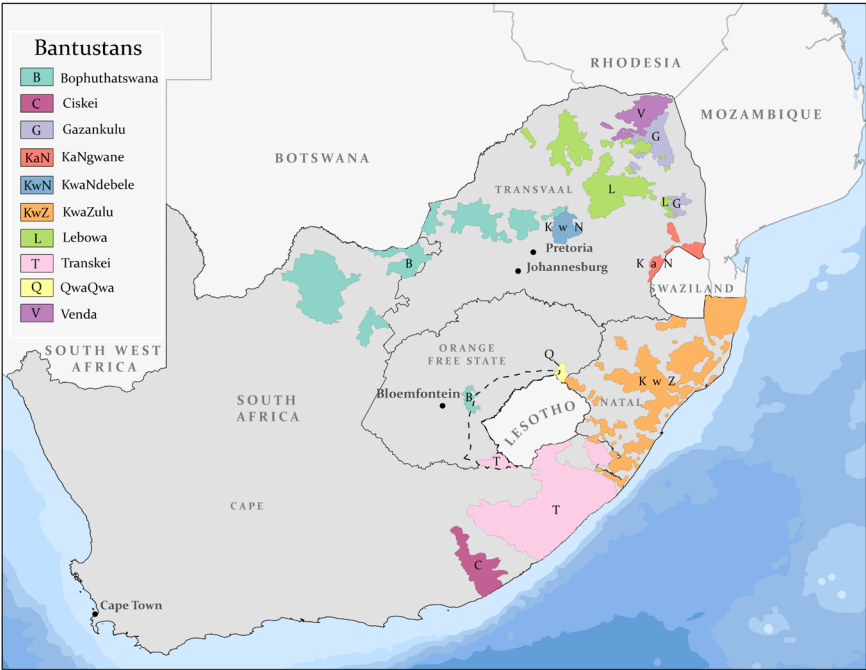 Bantustans
B Bophuthatswana
C Ciskei
G Gazankulu
KaN KaNgwane
KwN KwaNdebele
KwZ KwaZulu
L Lebowa
T Transkei
Q QwaQwa
V Venda
RHODESIA
MOZAMBIQUE
BOTSWANA
V
G
TRANSVAAL
L
L G
K w N
Pretoria
B
K a N
Johannesburg
SWAZILAND
SOUTH WEST
AFRICA
ORANGE
FREE STATE
Q
K w Z
Bloemfontein
B
NATAL
SOUTH
AFRICA
LESOTHO
T
CAPE
T
C
Cape Town